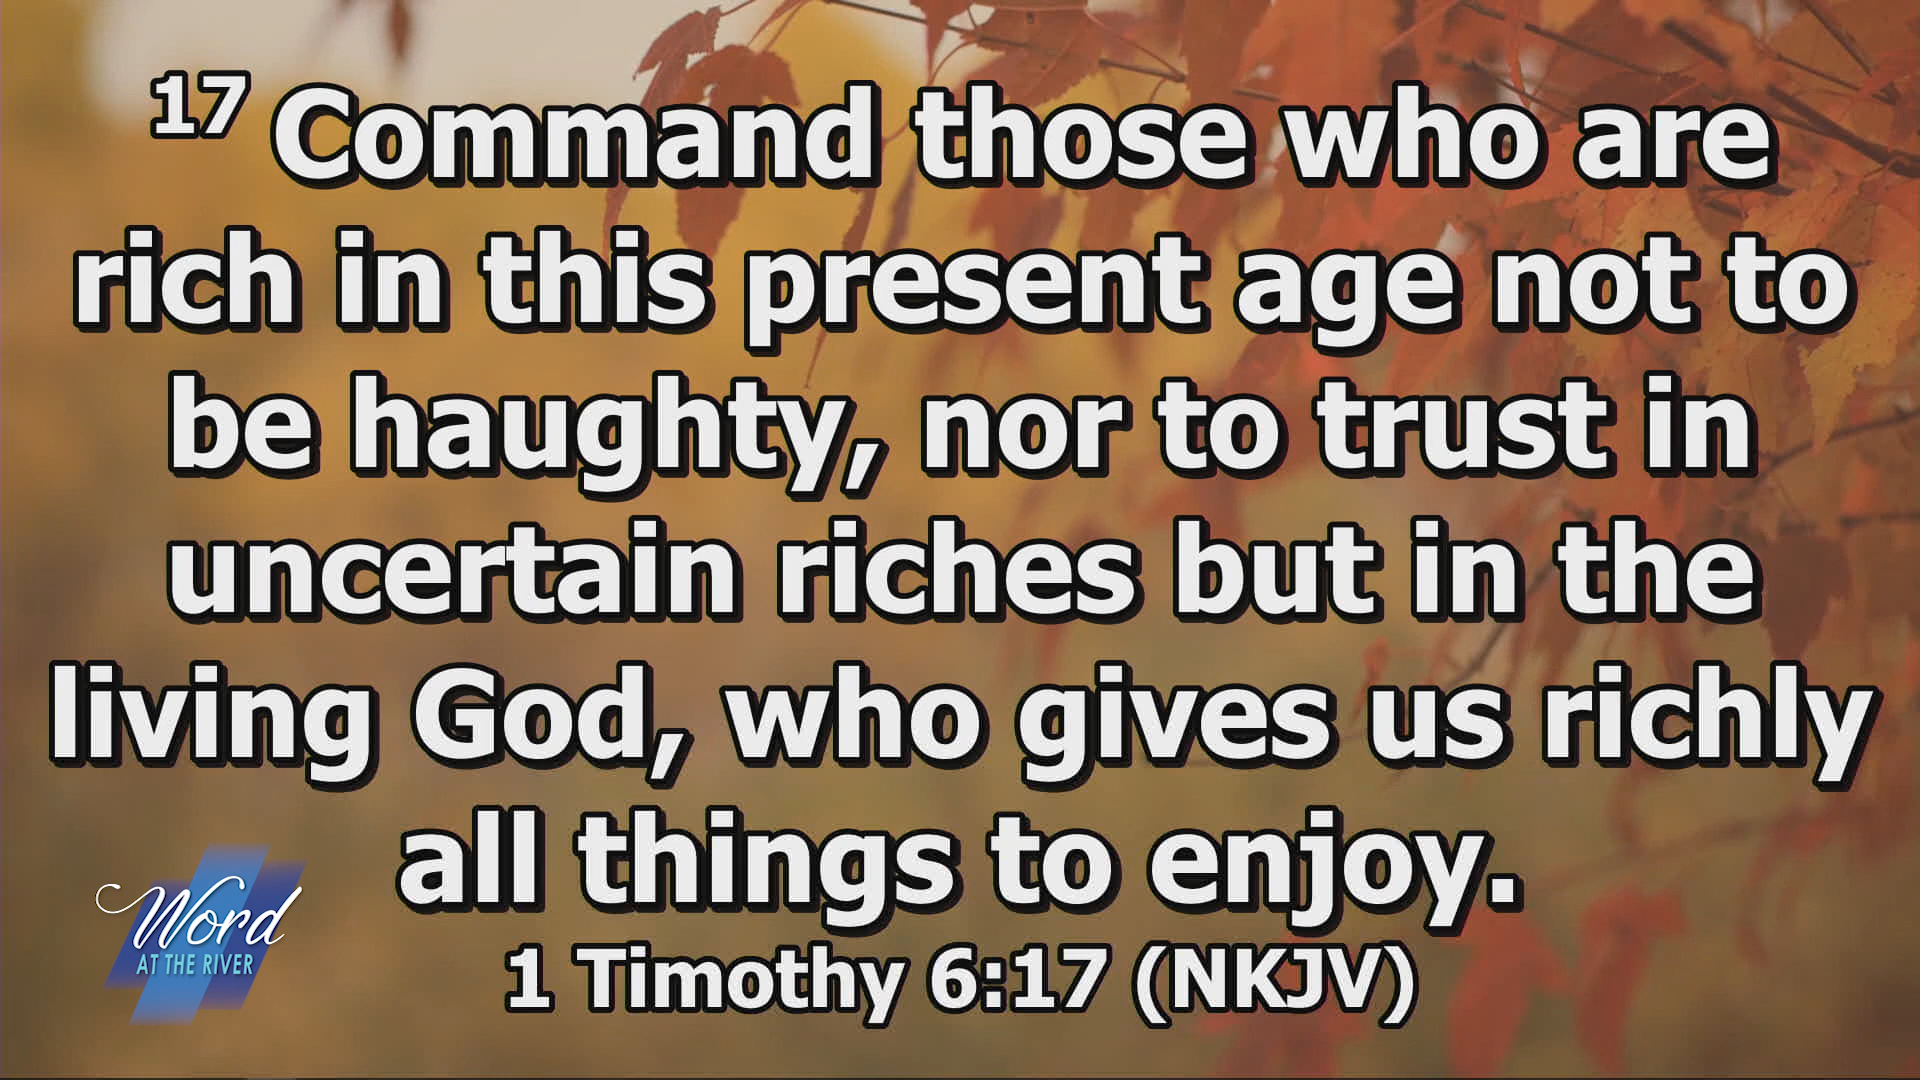 17 Command those who are
rich in this present age not to
be haughty, nor to trust in
uncertain riches but in the
living God, who gives us richly
all things to enjoy.
1 Timothy 6:17 (NKJV)
Word
AT THE RIVER